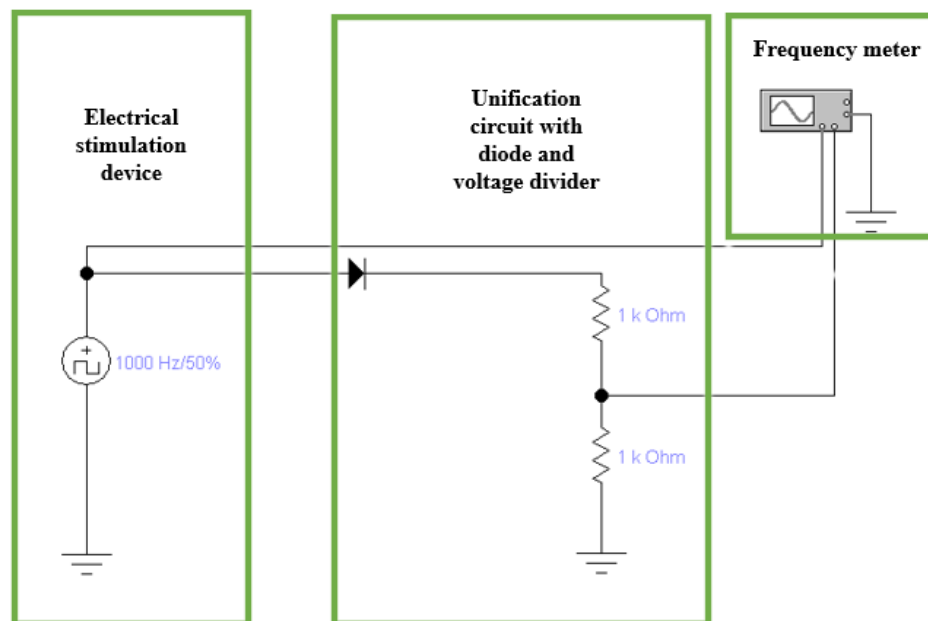 Electrical
stimulation
device
Unification
circuit with
diode and
voltage divider
Frequency meter
1000 Hz/50%
1 k Ohm
1 k Ohm